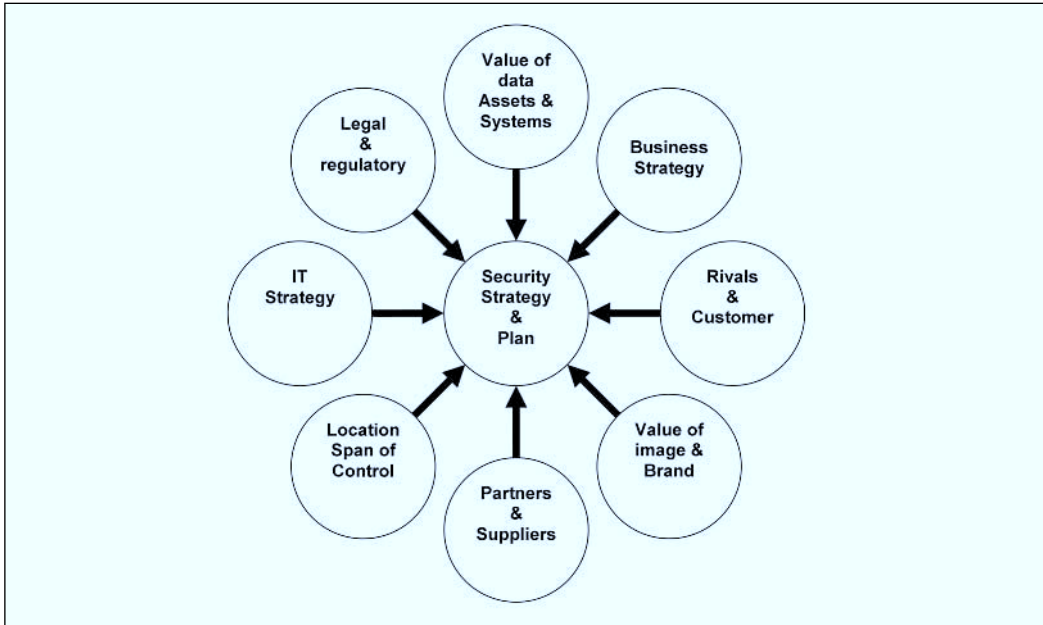 Value of
data
Assets &
Systems
Legal
&
regulatory
Business
Strategy
IT
Strategy
Security
Strategy
&
Plan
Rivals
&
Customer
Location
Span of
Control
Value of
image &
Brand
Partners
&
Suppliers